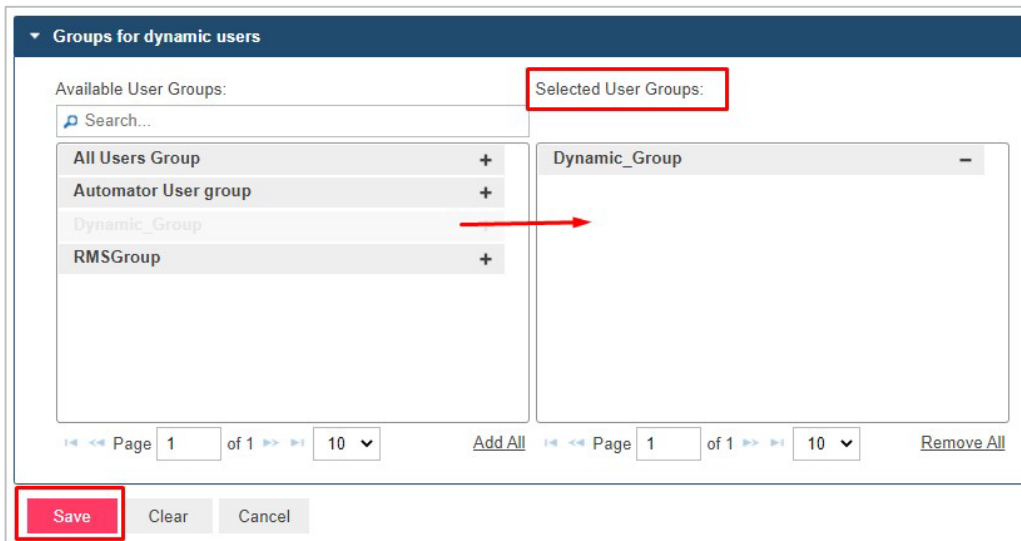 Groups for dynamic users
Available User Groups:
Selected User Groups:
Search...
All Users Group +
Dynamic_Group −
Automator User group +
Dynamic_Group
RMSGroup +
Page 1 of 1 10 Add All
Page 1 of 1 10 Remove All
Save Clear Cancel